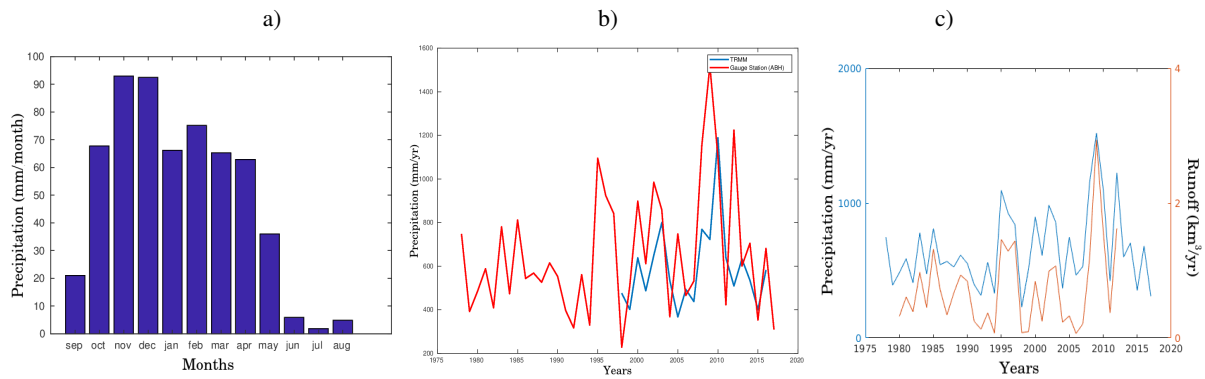 a)
b)
c)
Precipitation (mm/month)
100
90
80
70
60
50
40
30
20
10
0
sep oct nov dec jan feb mar apr may jun jul aug
Months
Precipitation (mm/yr)
1600
1400
1200
1000
800
600
400
200
TRMM
Gauge Station (ABH)
1975 1980 1985 1990 1995 2000 2005 2010 2015 2020
Years
Precipitation (mm/yr)
2000
1000
0
4
2
0
Runoff (km³/yr)
1975 1980 1985 1990 1995 2000 2005 2010 2015 2020
Years